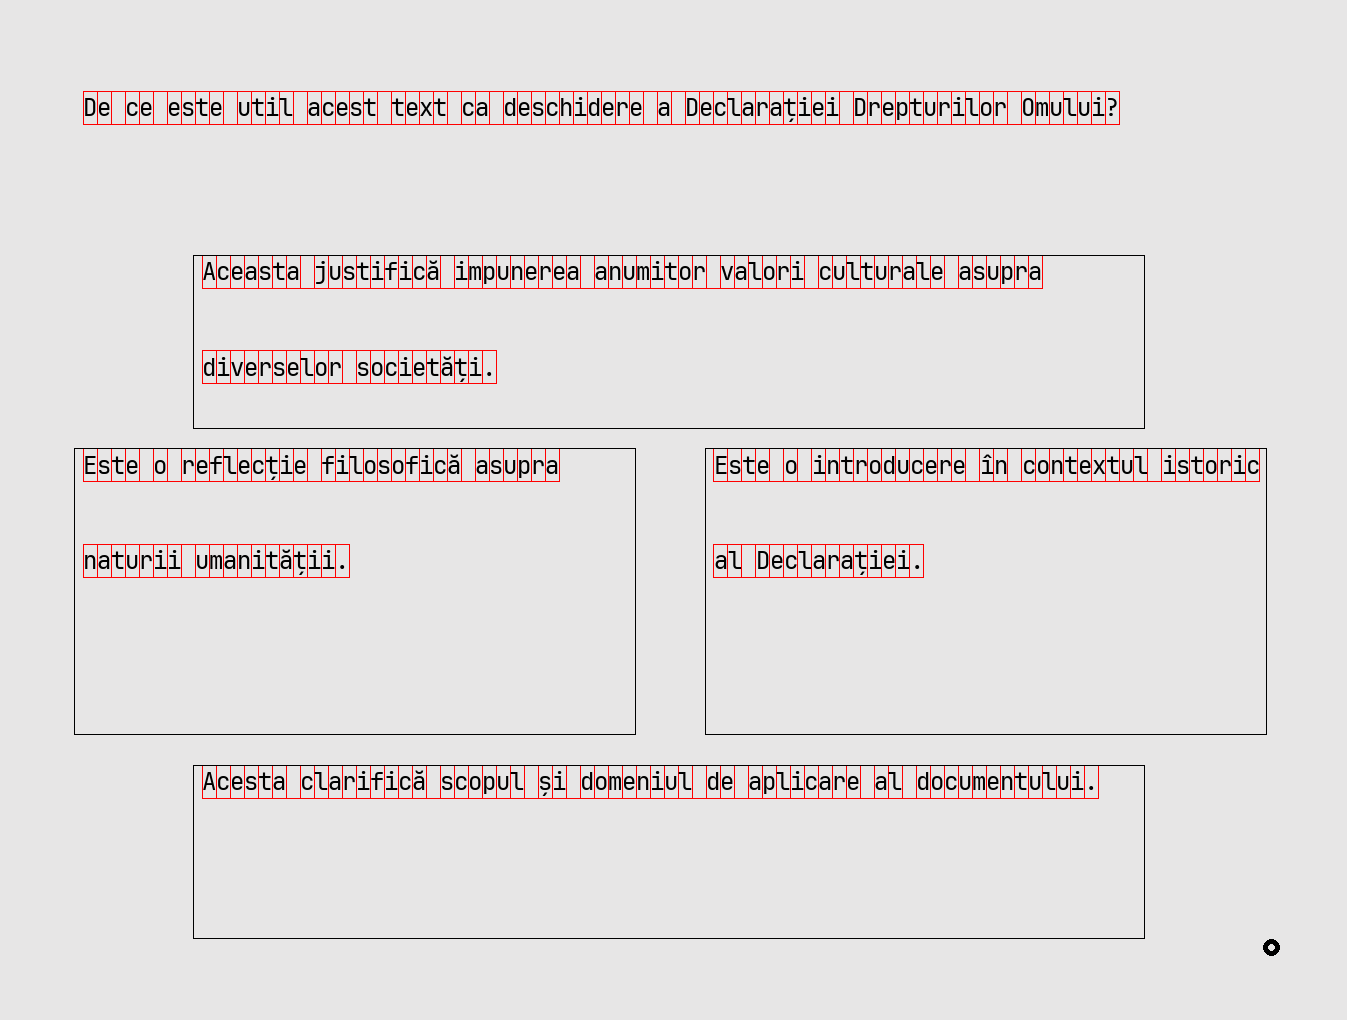 De ce este util acest text ca deschidere a Declarației Drepturilor Omului?
Aceasta justifică impunerea anumitor valori culturale asupra
diverselor societăți.
Este o reflecție filosofică asupra
naturii umanității.
Este o introducere în contextul istoric
al Declarației.
Acesta clarifică scopul și domeniul de aplicare al documentului.